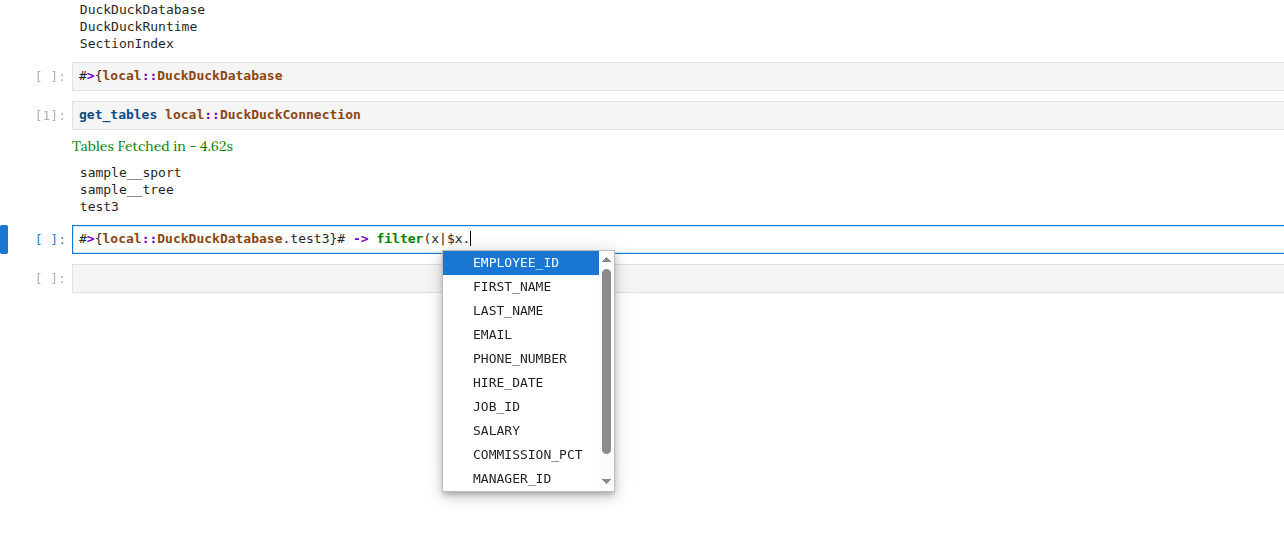 DuckDuckDatabase
DuckDuckRuntime
SectionIndex
[ ]: #>{local::DuckDuckDatabase
[1]: get_tables local::DuckDuckConnection
Tables Fetched in - 4.62s
sample__sport
sample__tree
test3
[ ]: #>{local::DuckDuckDatabase.test3}# -> filter(x|$x.
EMPLOYEE_ID
FIRST_NAME
LAST_NAME
EMAIL
PHONE_NUMBER
HIRE_DATE
JOB_ID
SALARY
COMMISSION_PCT
MANAGER_ID
[ ]: